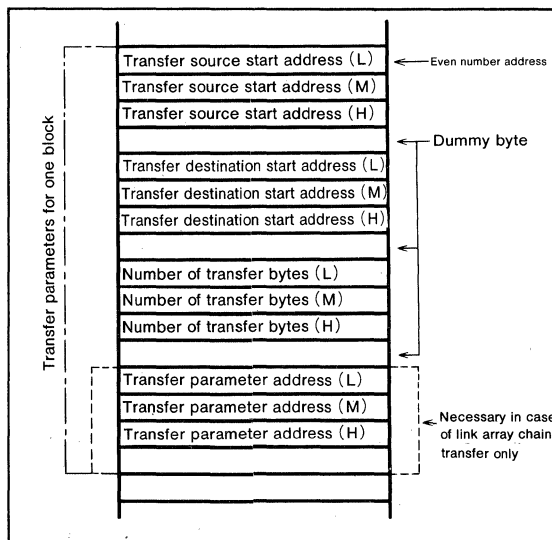 Transfer source start address (L)
Even number address
Transfer source start address (M)
Transfer source start address (H)
Dummy byte
Transfer destination start address (L)
Transfer destination start address (M)
Transfer destination start address (H)
Number of transfer bytes (L)
Number of transfer bytes (M)
Number of transfer bytes (H)
Transfer parameter address (L)
Transfer parameter address (M)
Transfer parameter address (H)
Necessary in case
of link array chain
transfer only
Transfer parameters for one block